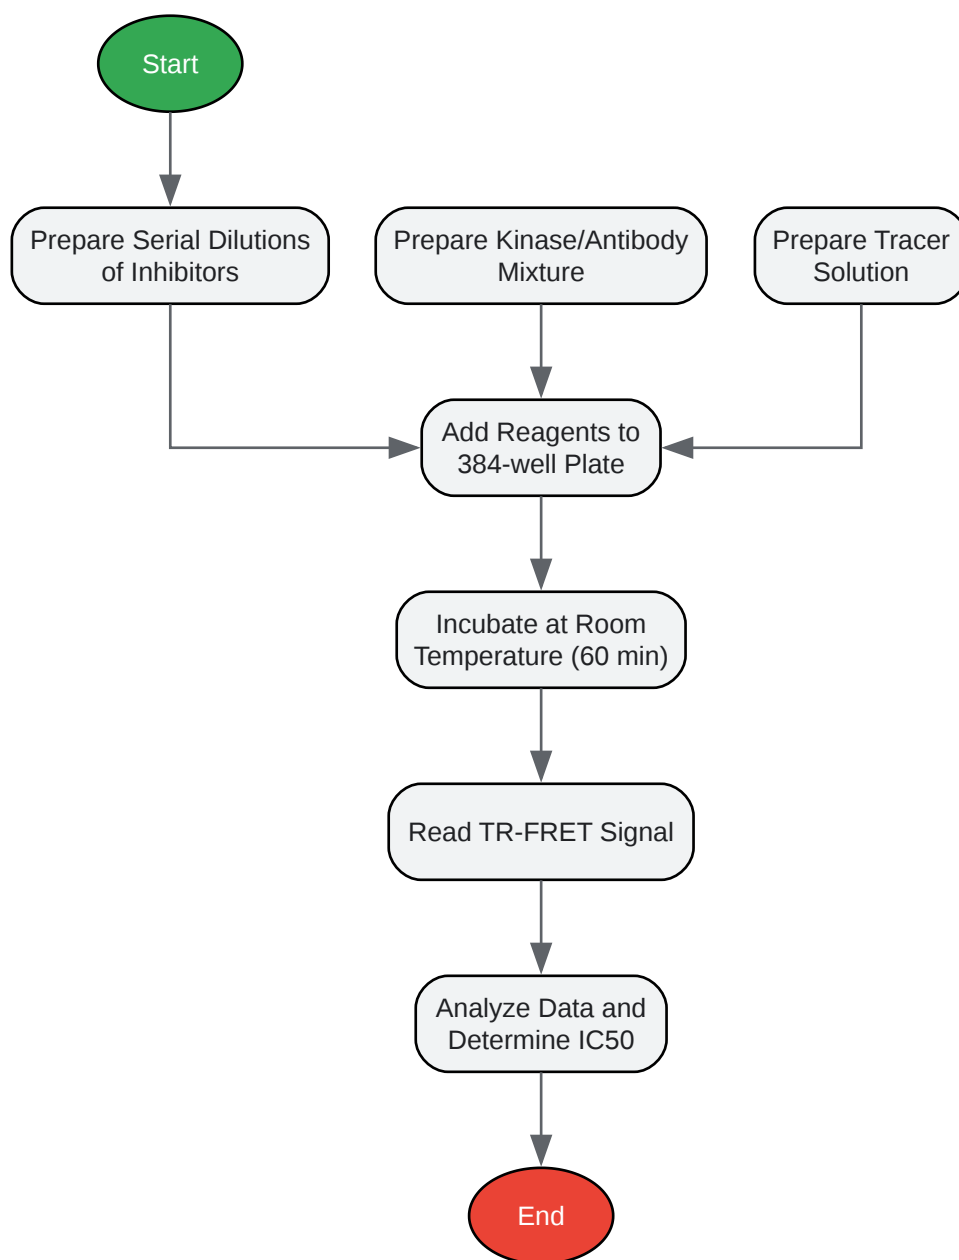 Start
Prepare Serial Dilutions
of Inhibitors
Prepare Kinase/Antibody
Mixture
Prepare Tracer
Solution
Add Reagents to
384-well Plate
Incubate at Room
Temperature (60 min)
Read TR-FRET Signal
Analyze Data and
Determine IC50
End